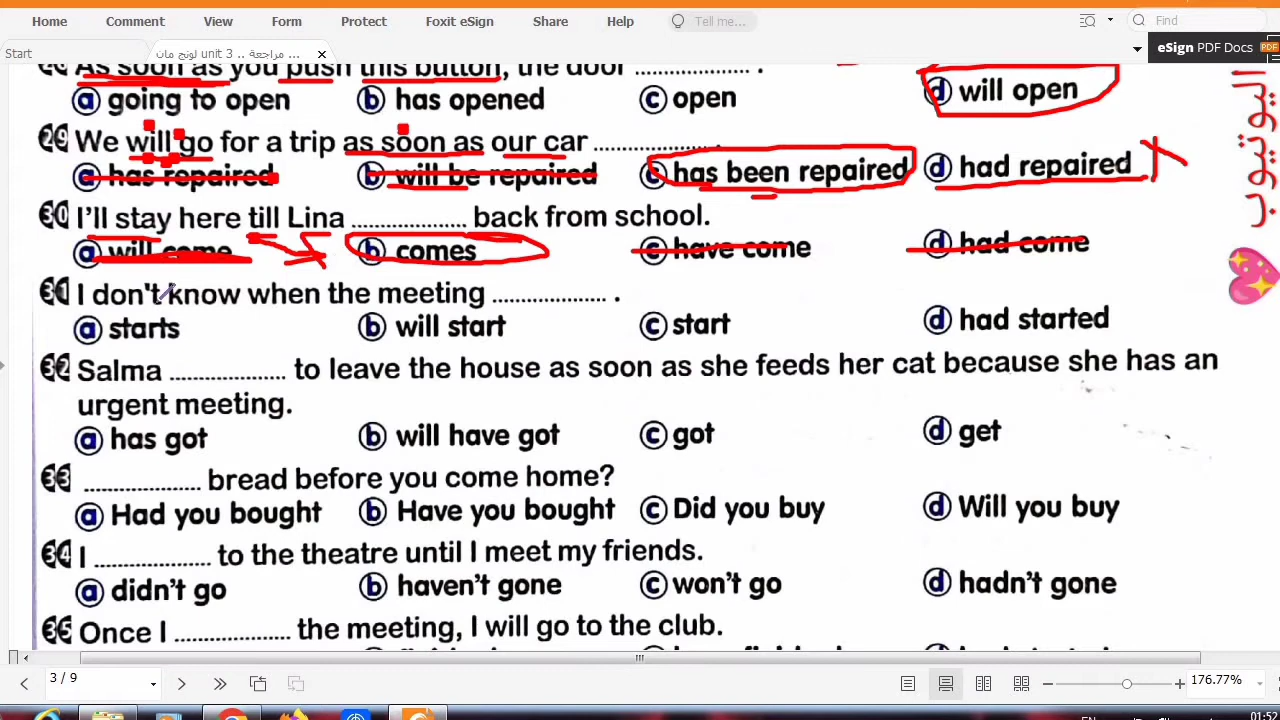 Home Comment View Form Protect Foxit eSign Share Help Tell me... Find
Start لونج مان unit 3 .. مراجعة ... × eSign PDF Docs PDF
As soon as you push this button, the door .................... .
a going to open b has opened c open d will open
29 We will go for a trip as soon as our car .................... .
a has repaired b will be repaired c has been repaired d had repaired
30 I'll stay here till Lina .................... back from school.
a will come b comes c have come d had come
31 I don't know when the meeting .................... .
a starts b will start c start d had started
32 Salma .................... to leave the house as soon as she feeds her cat because she has an
urgent meeting.
a has got b will have got c got d get
33 .................... bread before you come home?
a Had you bought b Have you bought c Did you buy d Will you buy
34 I .................... to the theatre until I meet my friends.
a didn't go b haven't gone c won't go d hadn't gone
35 Once I .................... the meeting, I will go to the club.
3 / 9 176.77%
01:52